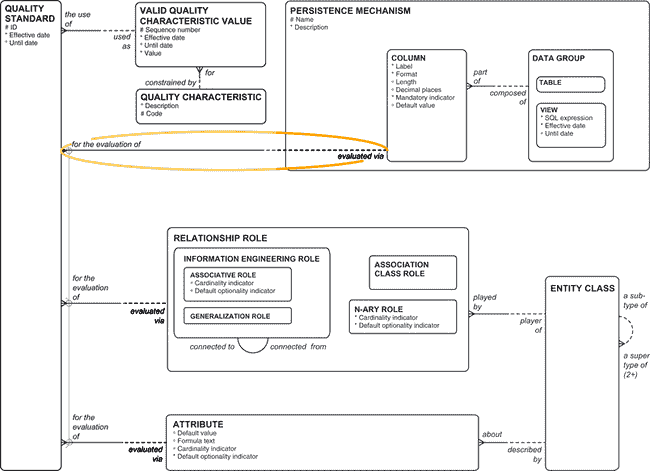 QUALITY
STANDARD
# ID
* Effective date
° Until date
the use
of
used
as
VALID QUALITY
CHARACTERISTIC VALUE
# Sequence number
* Effective date
° Until date
* Value
for
constrained by
QUALITY CHARACTERISTIC
* Description
# Code
PERSISTENCE MECHANISM
# Name
* Description
COLUMN
* Label
* Format
° Length
° Decimal places
* Mandatory indicator
° Default value
part
of
composed
of
DATA GROUP
TABLE
VIEW
* SQL expression
* Effective date
° Until date
for the evaluation of
evaluated via
RELATIONSHIP ROLE
INFORMATION ENGINEERING ROLE
ASSOCIATIVE ROLE
° Cardinality indicator
° Default optionality indicator
GENERALIZATION ROLE
connected to
connected from
ASSOCIATION
CLASS ROLE
N-ARY ROLE
* Cardinality indicator
* Default optionality indicator
for the
evaluation
of
evaluated
via
played
by
player
of
ENTITY CLASS
a sub-
type of
a super
type of
(2+)
for the
evaluation
of
evaluated
via
ATTRIBUTE
° Default value
° Formula text
° Cardinality indicator
* Default optionality indicator
about
described
by